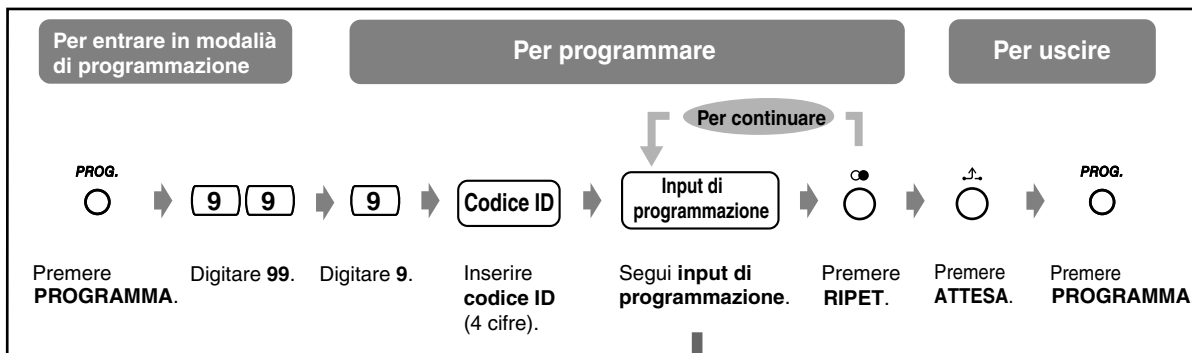 Per entrare in modalià
di programmazione
Per programmare
Per uscire
Per continuare
PROG.
9 9
9
Codice ID
Input di
programmazione
PROG.
Premere
PROGRAMMA.
Digitare 99.
Digitare 9.
Inserire
codice ID
(4 cifre).
Segui input di
programmazione.
Premere
RIPET.
Premere
ATTESA.
Premere
PROGRAMMA